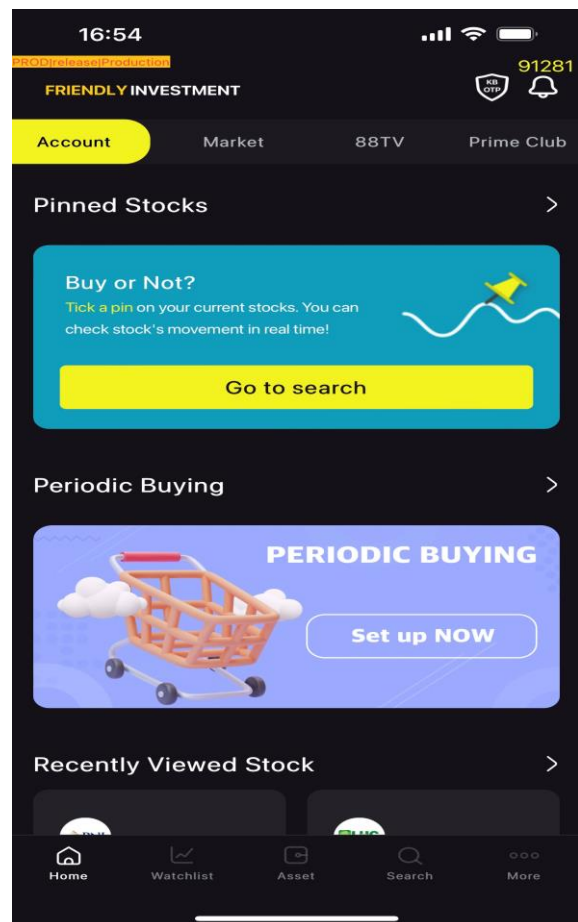 16:54
PROD|release|Production
91281
FRIENDLY INVESTMENT
KB
OTP
Account Market 88TV Prime Club
Pinned Stocks
Buy or Not?
Tick a pin on your current stocks. You can
check stock's movement in real time!
Go to search
Periodic Buying
PERIODIC BUYING
Set up NOW
Recently Viewed Stock
Home Watchlist Asset Search More